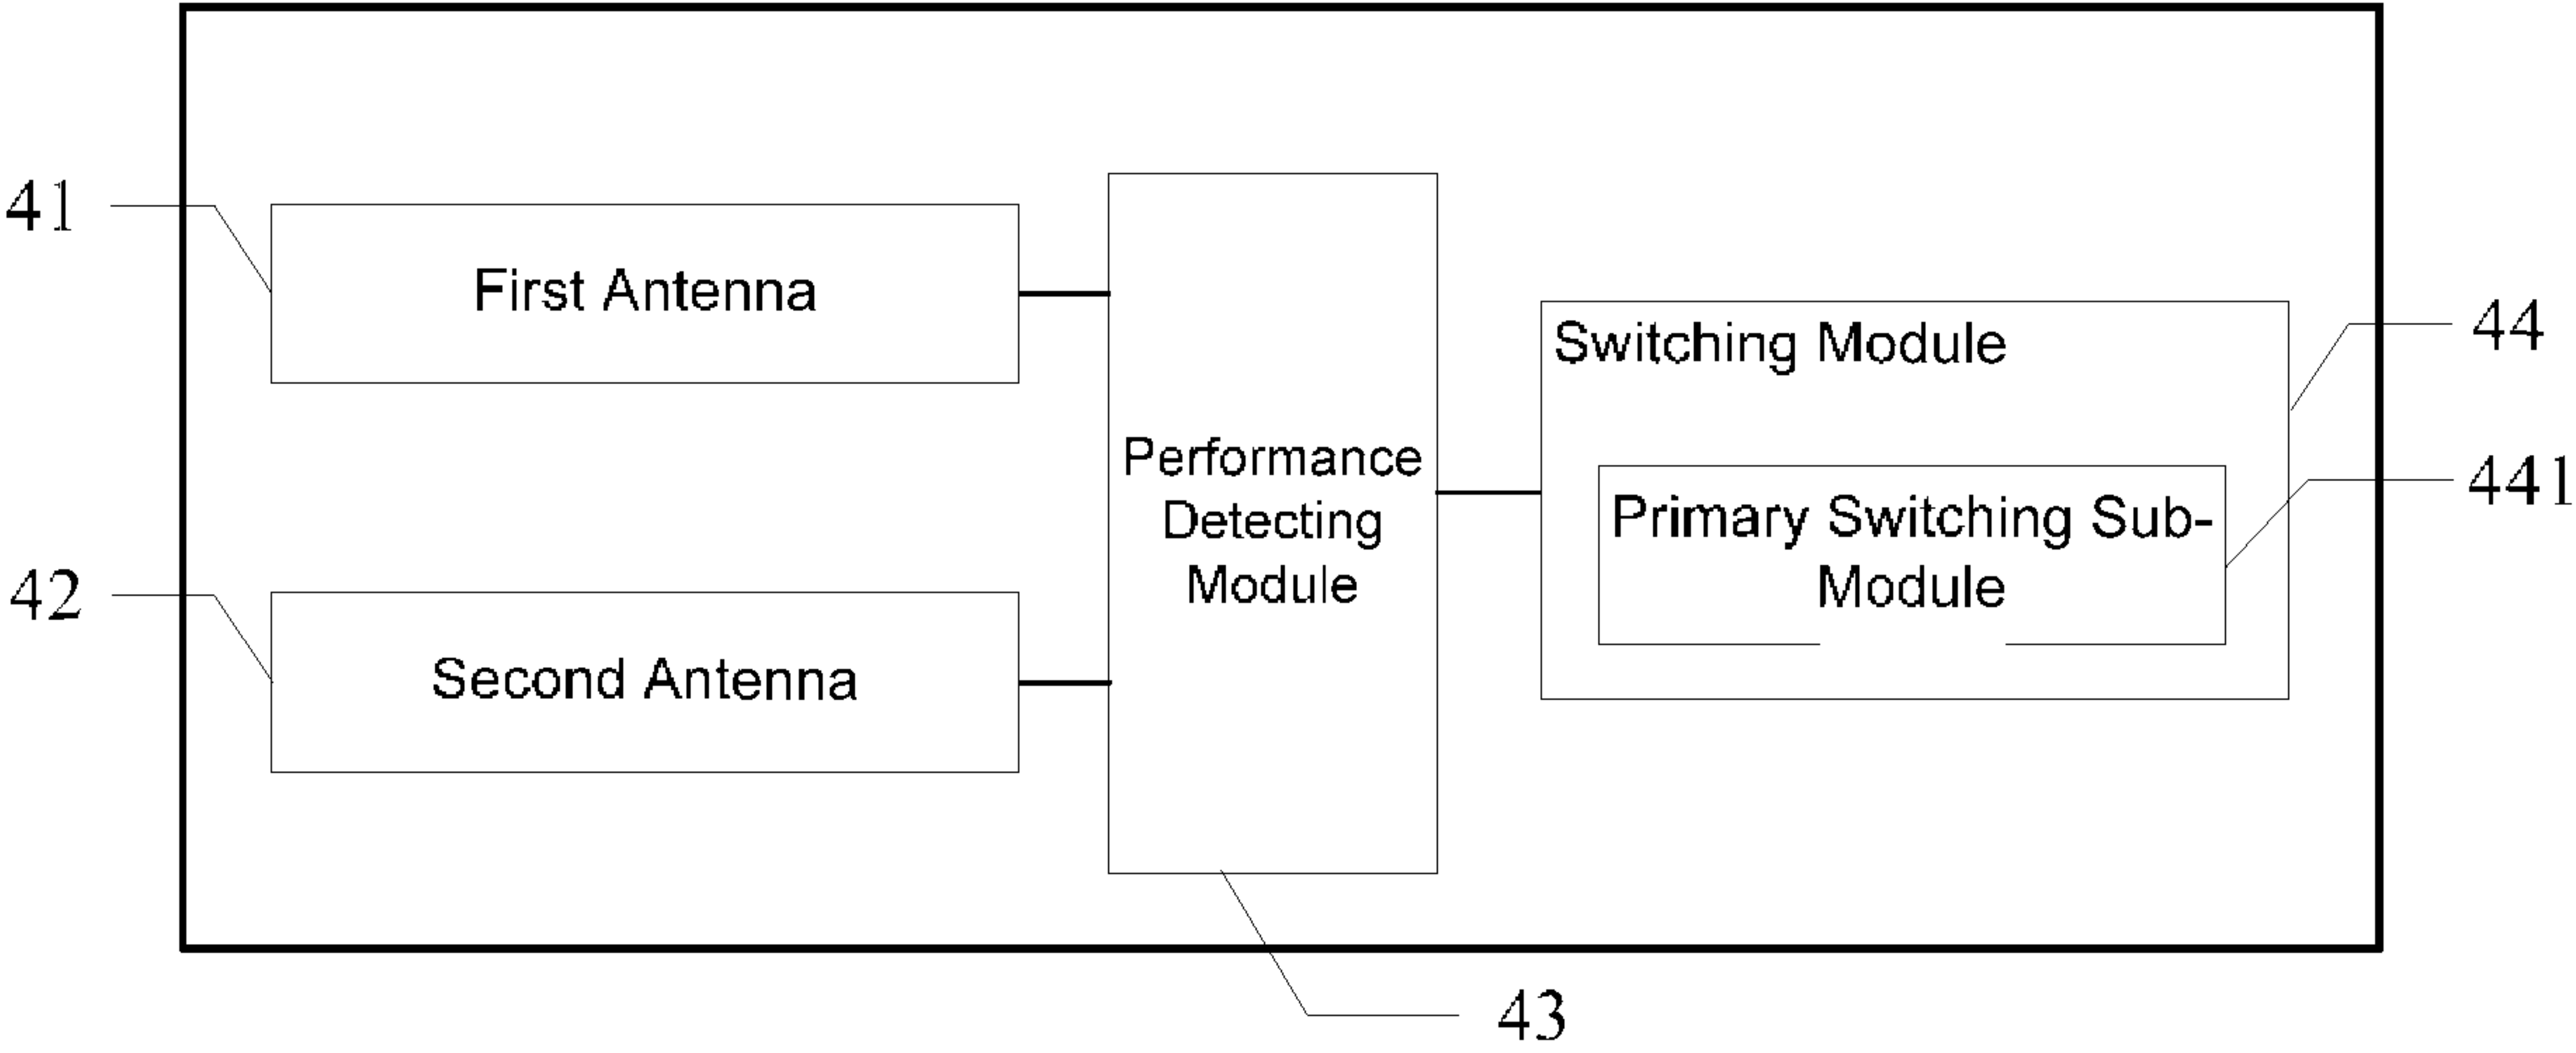 41
First Antenna
42
Second Antenna
Performance
Detecting
Module
43
Switching Module
44
Primary Switching Sub-
Module
441